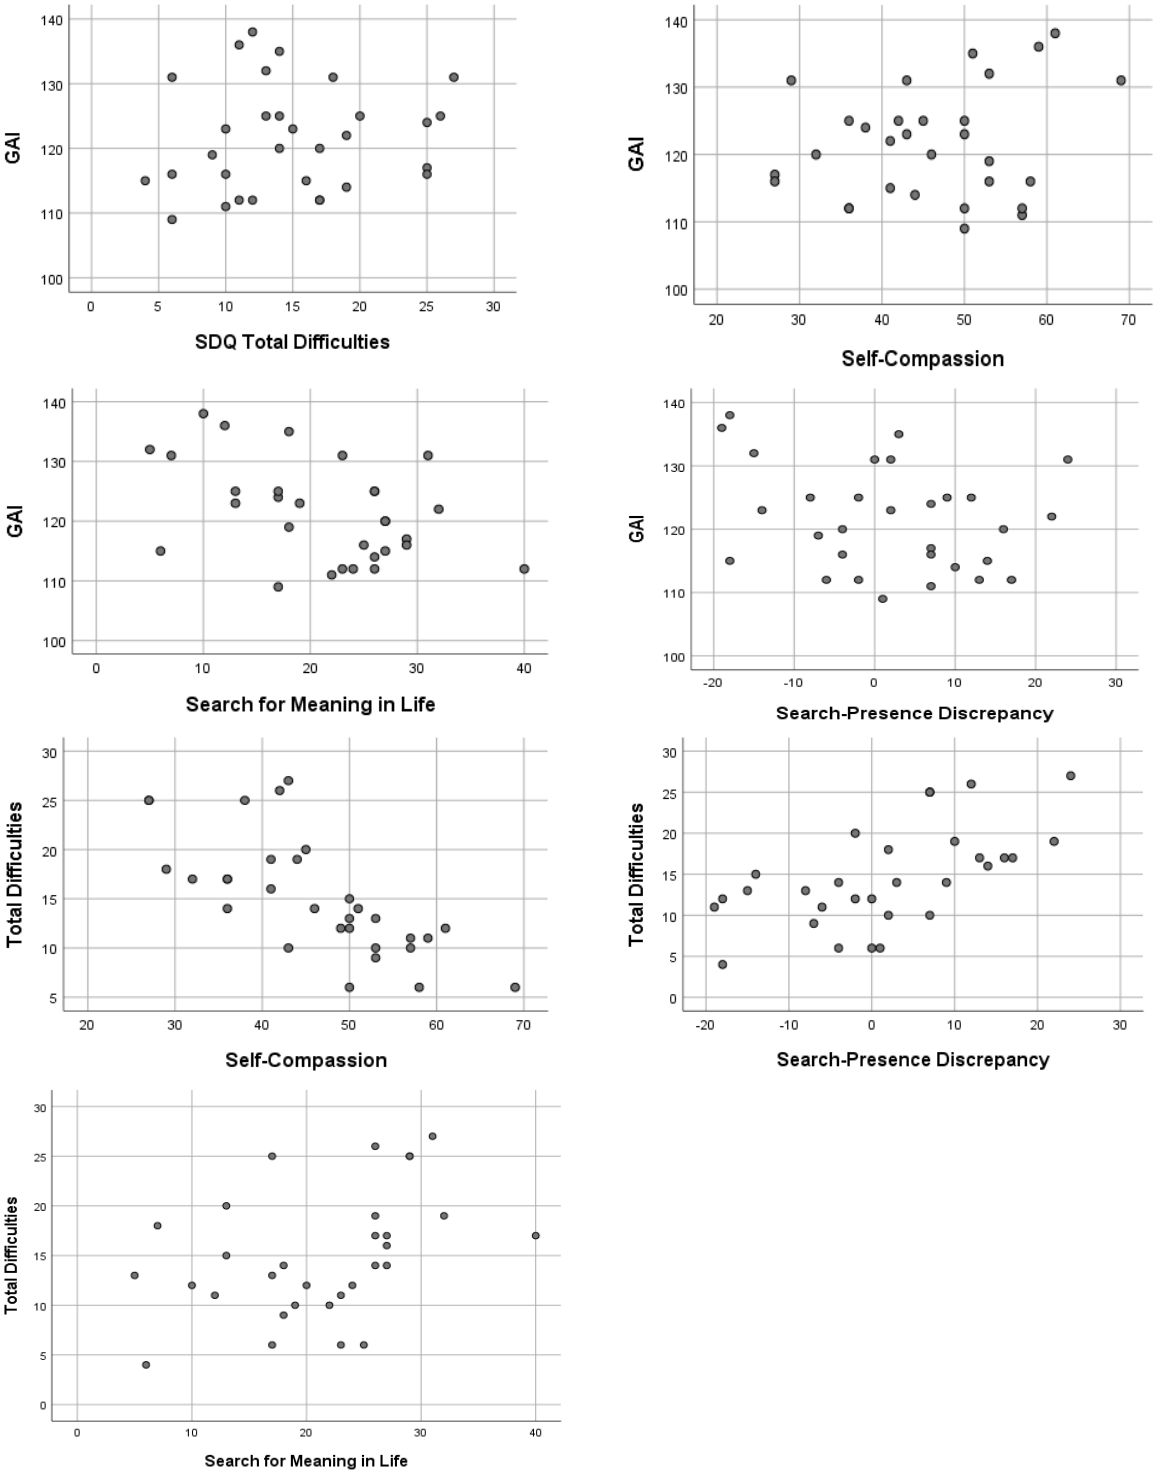 140
130
120
110
100
GAI
0 5 10 15 20 25 30
SDQ Total Difficulties
140
130
120
110
100
GAI
20 30 40 50 60 70
Self-Compassion
140
130
120
110
100
GAI
0 10 20 30 40
Search for Meaning in Life
140
130
120
110
100
GAI
-20 -10 0 10 20 30
Search-Presence Discrepancy
30
25
20
15
10
5
Total Difficulties
20 30 40 50 60 70
Self-Compassion
30
25
20
15
10
5
0
Total Difficulties
-20 -10 0 10 20 30
Search-Presence Discrepancy
30
25
20
15
10
5
0
Total Difficulties
0 10 20 30 40
Search for Meaning in Life